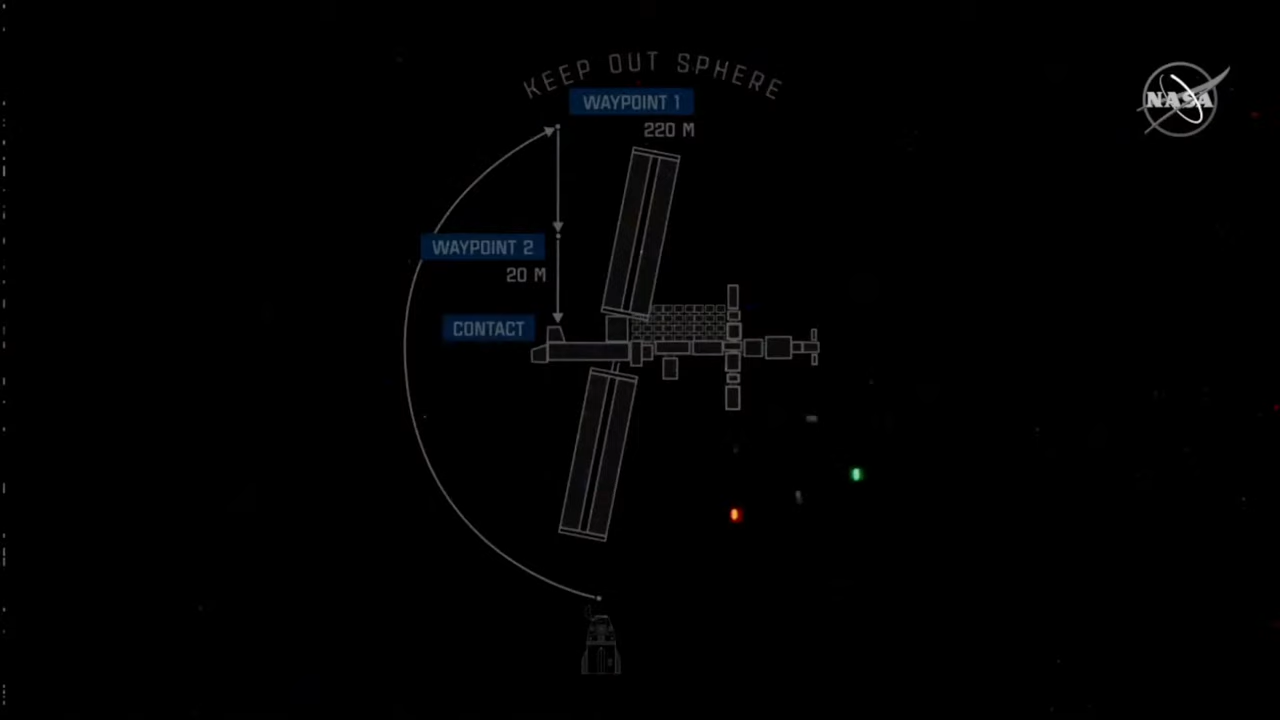 KEEP OUT SPHERE
WAYPOINT 1
220 M
NASA
WAYPOINT 2
20 M
CONTACT